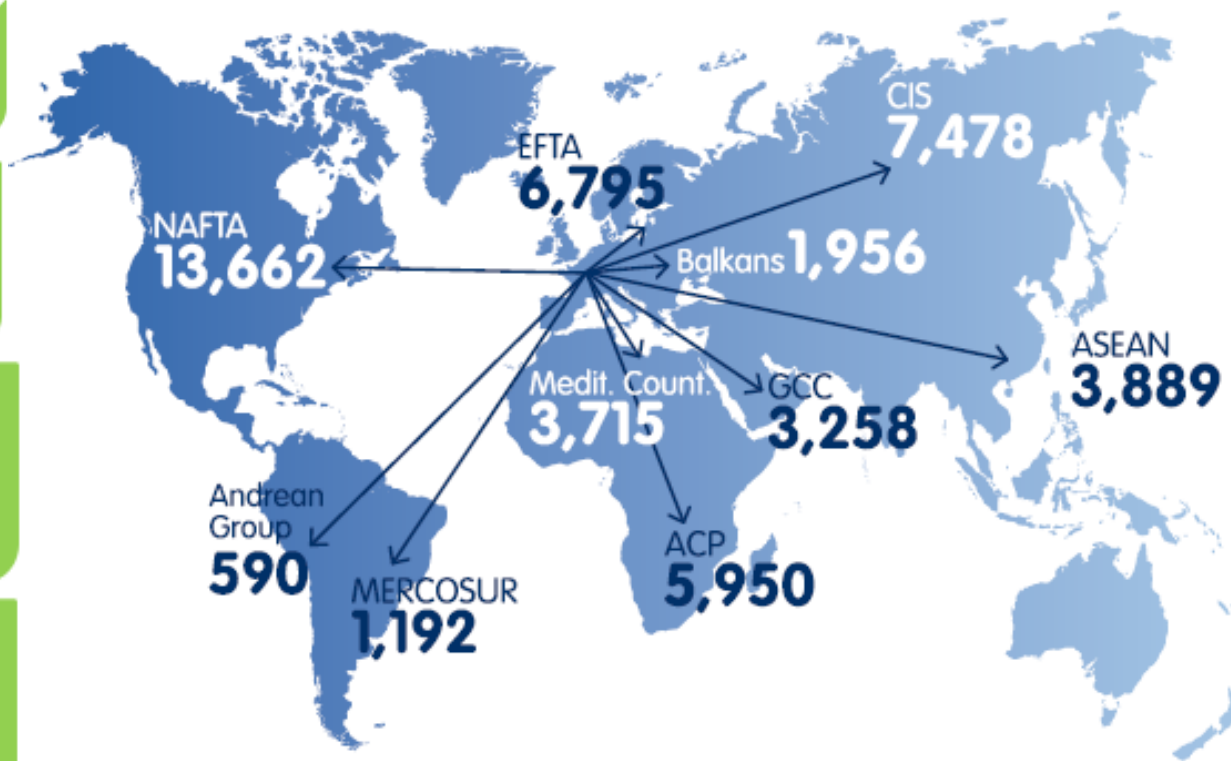 CIS
7,478
EFTA
6,795
NAFTA
13,662
Balkans 1,956
ASEAN
3,889
Medit. Count.
3,715
GCC
3,258
Andrean
Group
590
ACP
5,950
MERCOSUR
1,192